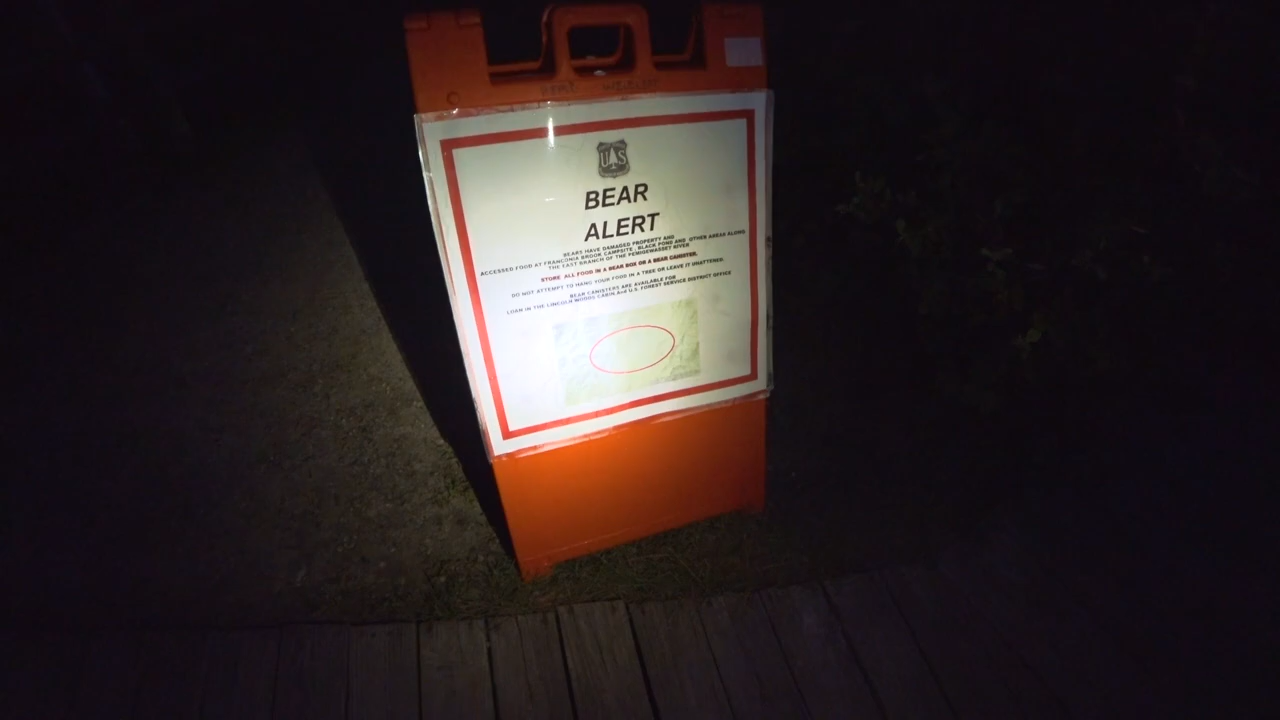 US
BEAR
ALERT
BEARS HAVE DAMAGED PROPERTY AND
ACCESSED FOOD AT FRANCONIA BROOK CAMPSITE, BLACK POND AND OTHER AREAS ALONG
THE EAST BRANCH OF THE PEMIGEWASSET RIVER
STORE ALL FOOD IN A BEAR BOX OR A BEAR CANISTER.
DO NOT ATTEMPT TO HANG YOUR FOOD IN A TREE OR LEAVE IT UNATTENED.
BEAR CANISTERS ARE AVAILABLE FOR
LOAN IN THE LINCOLN WOODS CABIN And U.S. FOREST SERVICE DISTRICT OFFICE